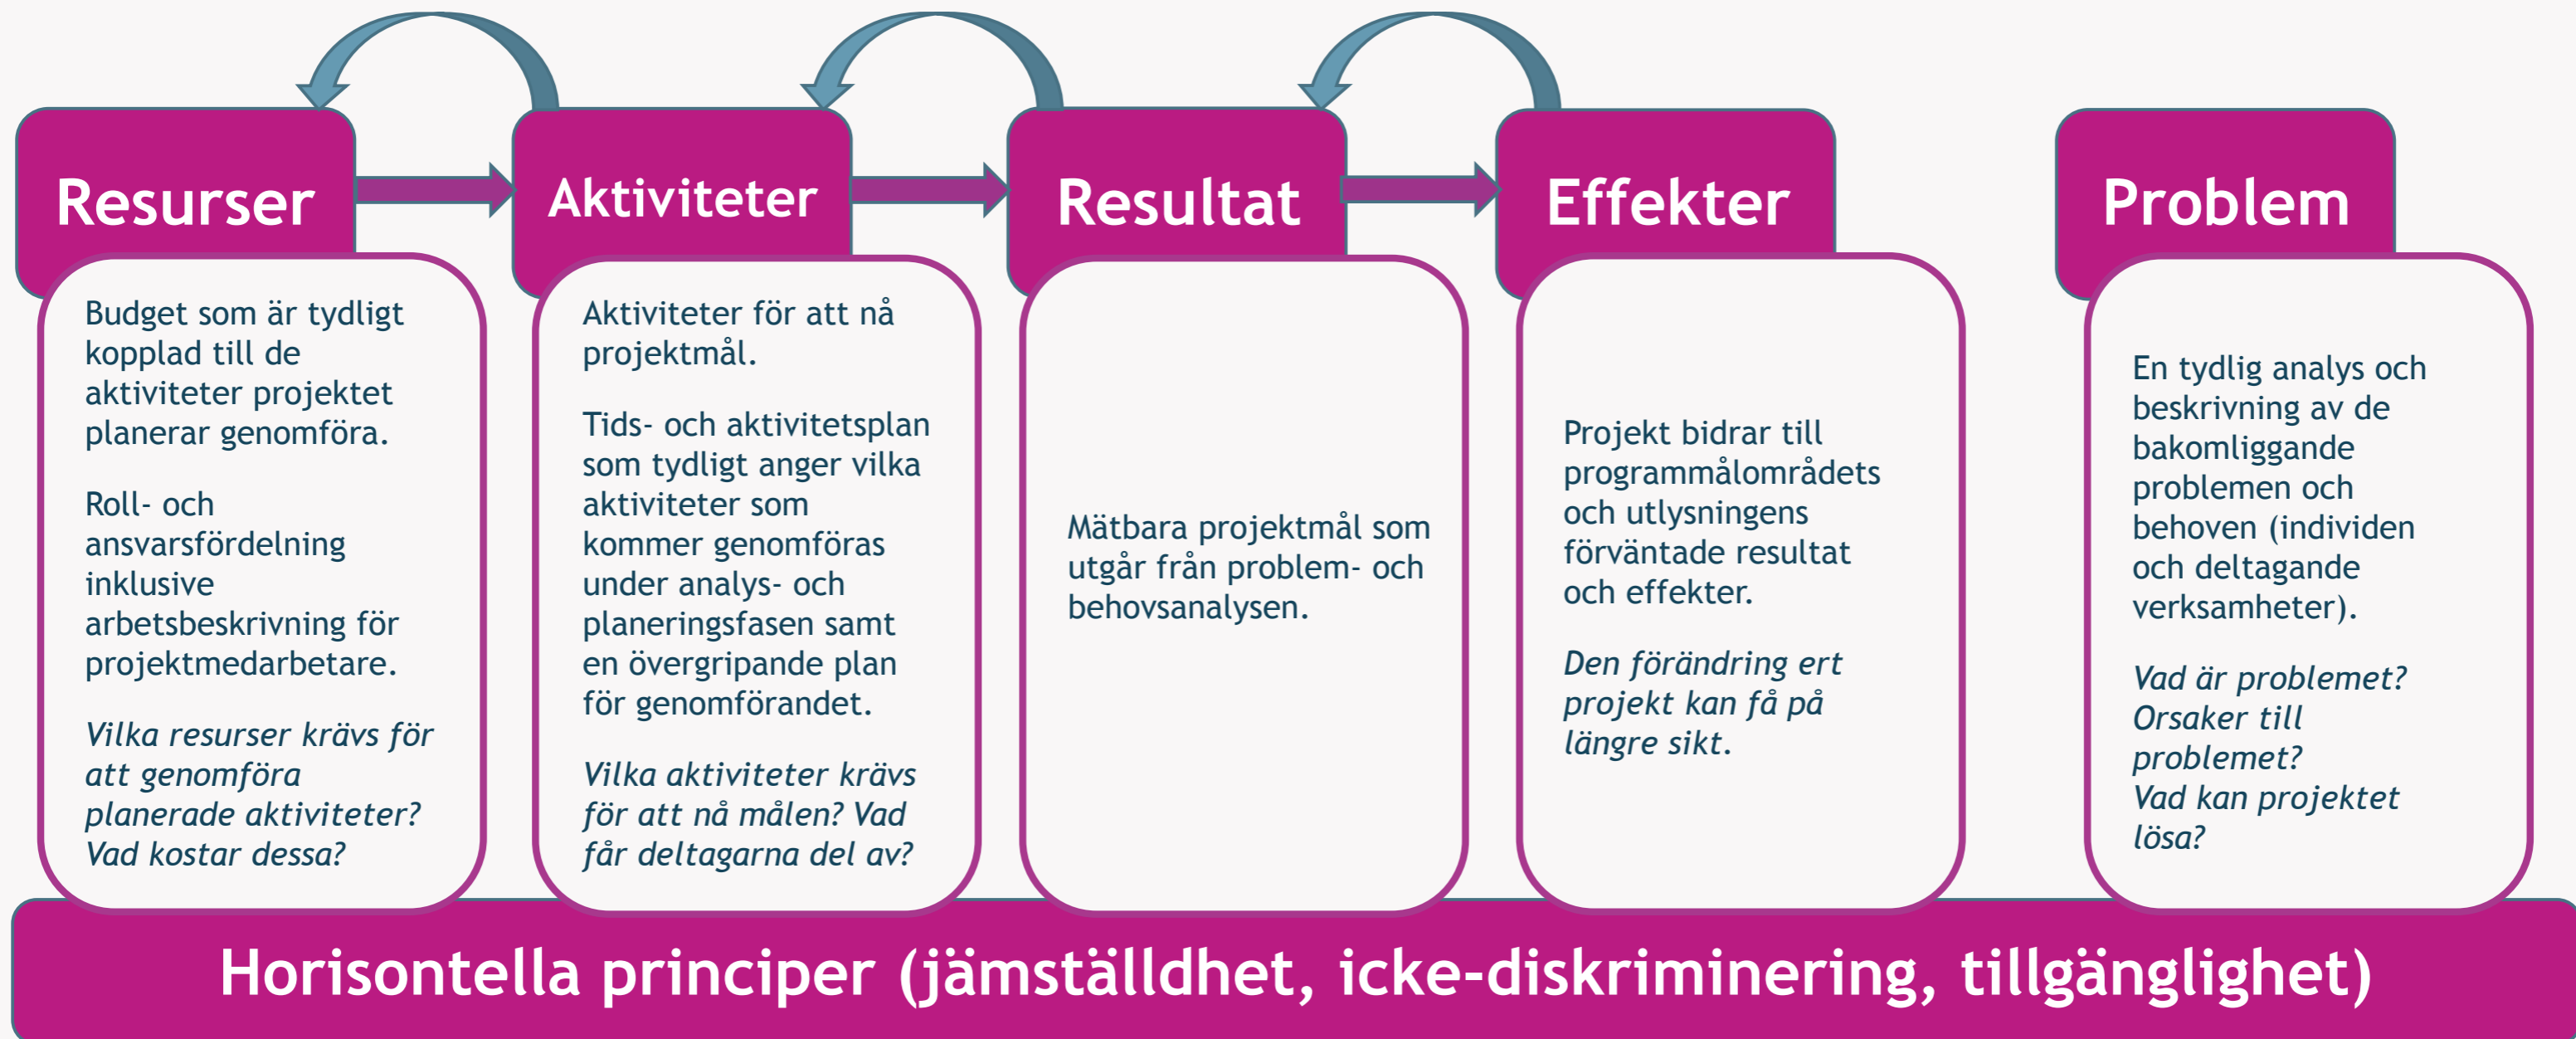 Resurser
Budget som är tydligt
kopplad till de
aktiviteter projektet
planerar genomföra.
Roll- och
ansvarsfördelning
inklusive
arbetsbeskrivning för
projektmedarbetare.
Vilka resurser krävs för
att genomföra
planerade aktiviteter?
Vad kostar dessa?
Aktiviteter
Aktiviteter för att nå
projektmål.
Tids- och aktivitetsplan
som tydligt anger vilka
aktiviteter som
kommer genomföras
under analys- och
planeringsfasen samt
en övergripande plan
för genomförandet.
Vilka aktiviteter krävs
för att nå målen? Vad
får deltagarna del av?
Resultat
Mätbara projektmål som
utgår från problem- och
behovsanalysen.
Effekter
Projekt bidrar till
programmålområdets
och utlysningens
förväntade resultat
och effekter.
Den förändring ert
projekt kan få på
längre sikt.
Problem
En tydlig analys och
beskrivning av de
bakomliggande
problemen och
behoven (individen
och deltagande
verksamheter).
Vad är problemet?
Orsaker till
problemet?
Vad kan projektet
lösa?
Horisontella principer (jämställdhet, icke-diskriminering, tillgänglighet)